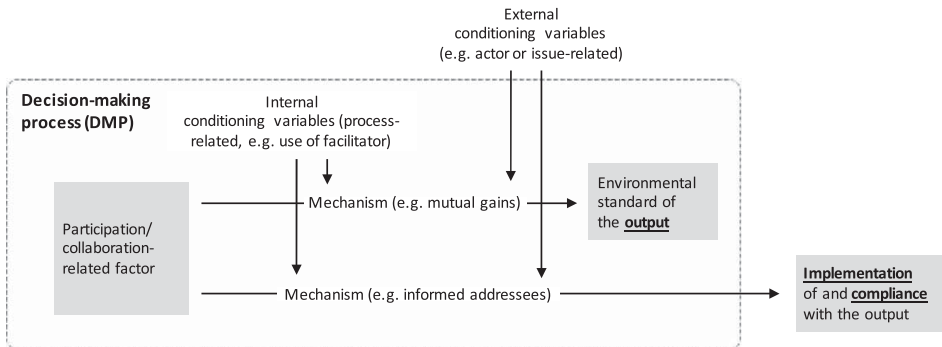 External
conditioning variables
(e.g. actor or issue-related)
Decision-making
process (DMP)
Internal
conditioning variables (process-
related, e.g. use of facilitator)
Participation/
collaboration-
related factor
Mechanism (e.g. mutual gains)
Environmental
standard of
the output
Mechanism (e.g. informed addressees)
Implementation
of and compliance
with the output